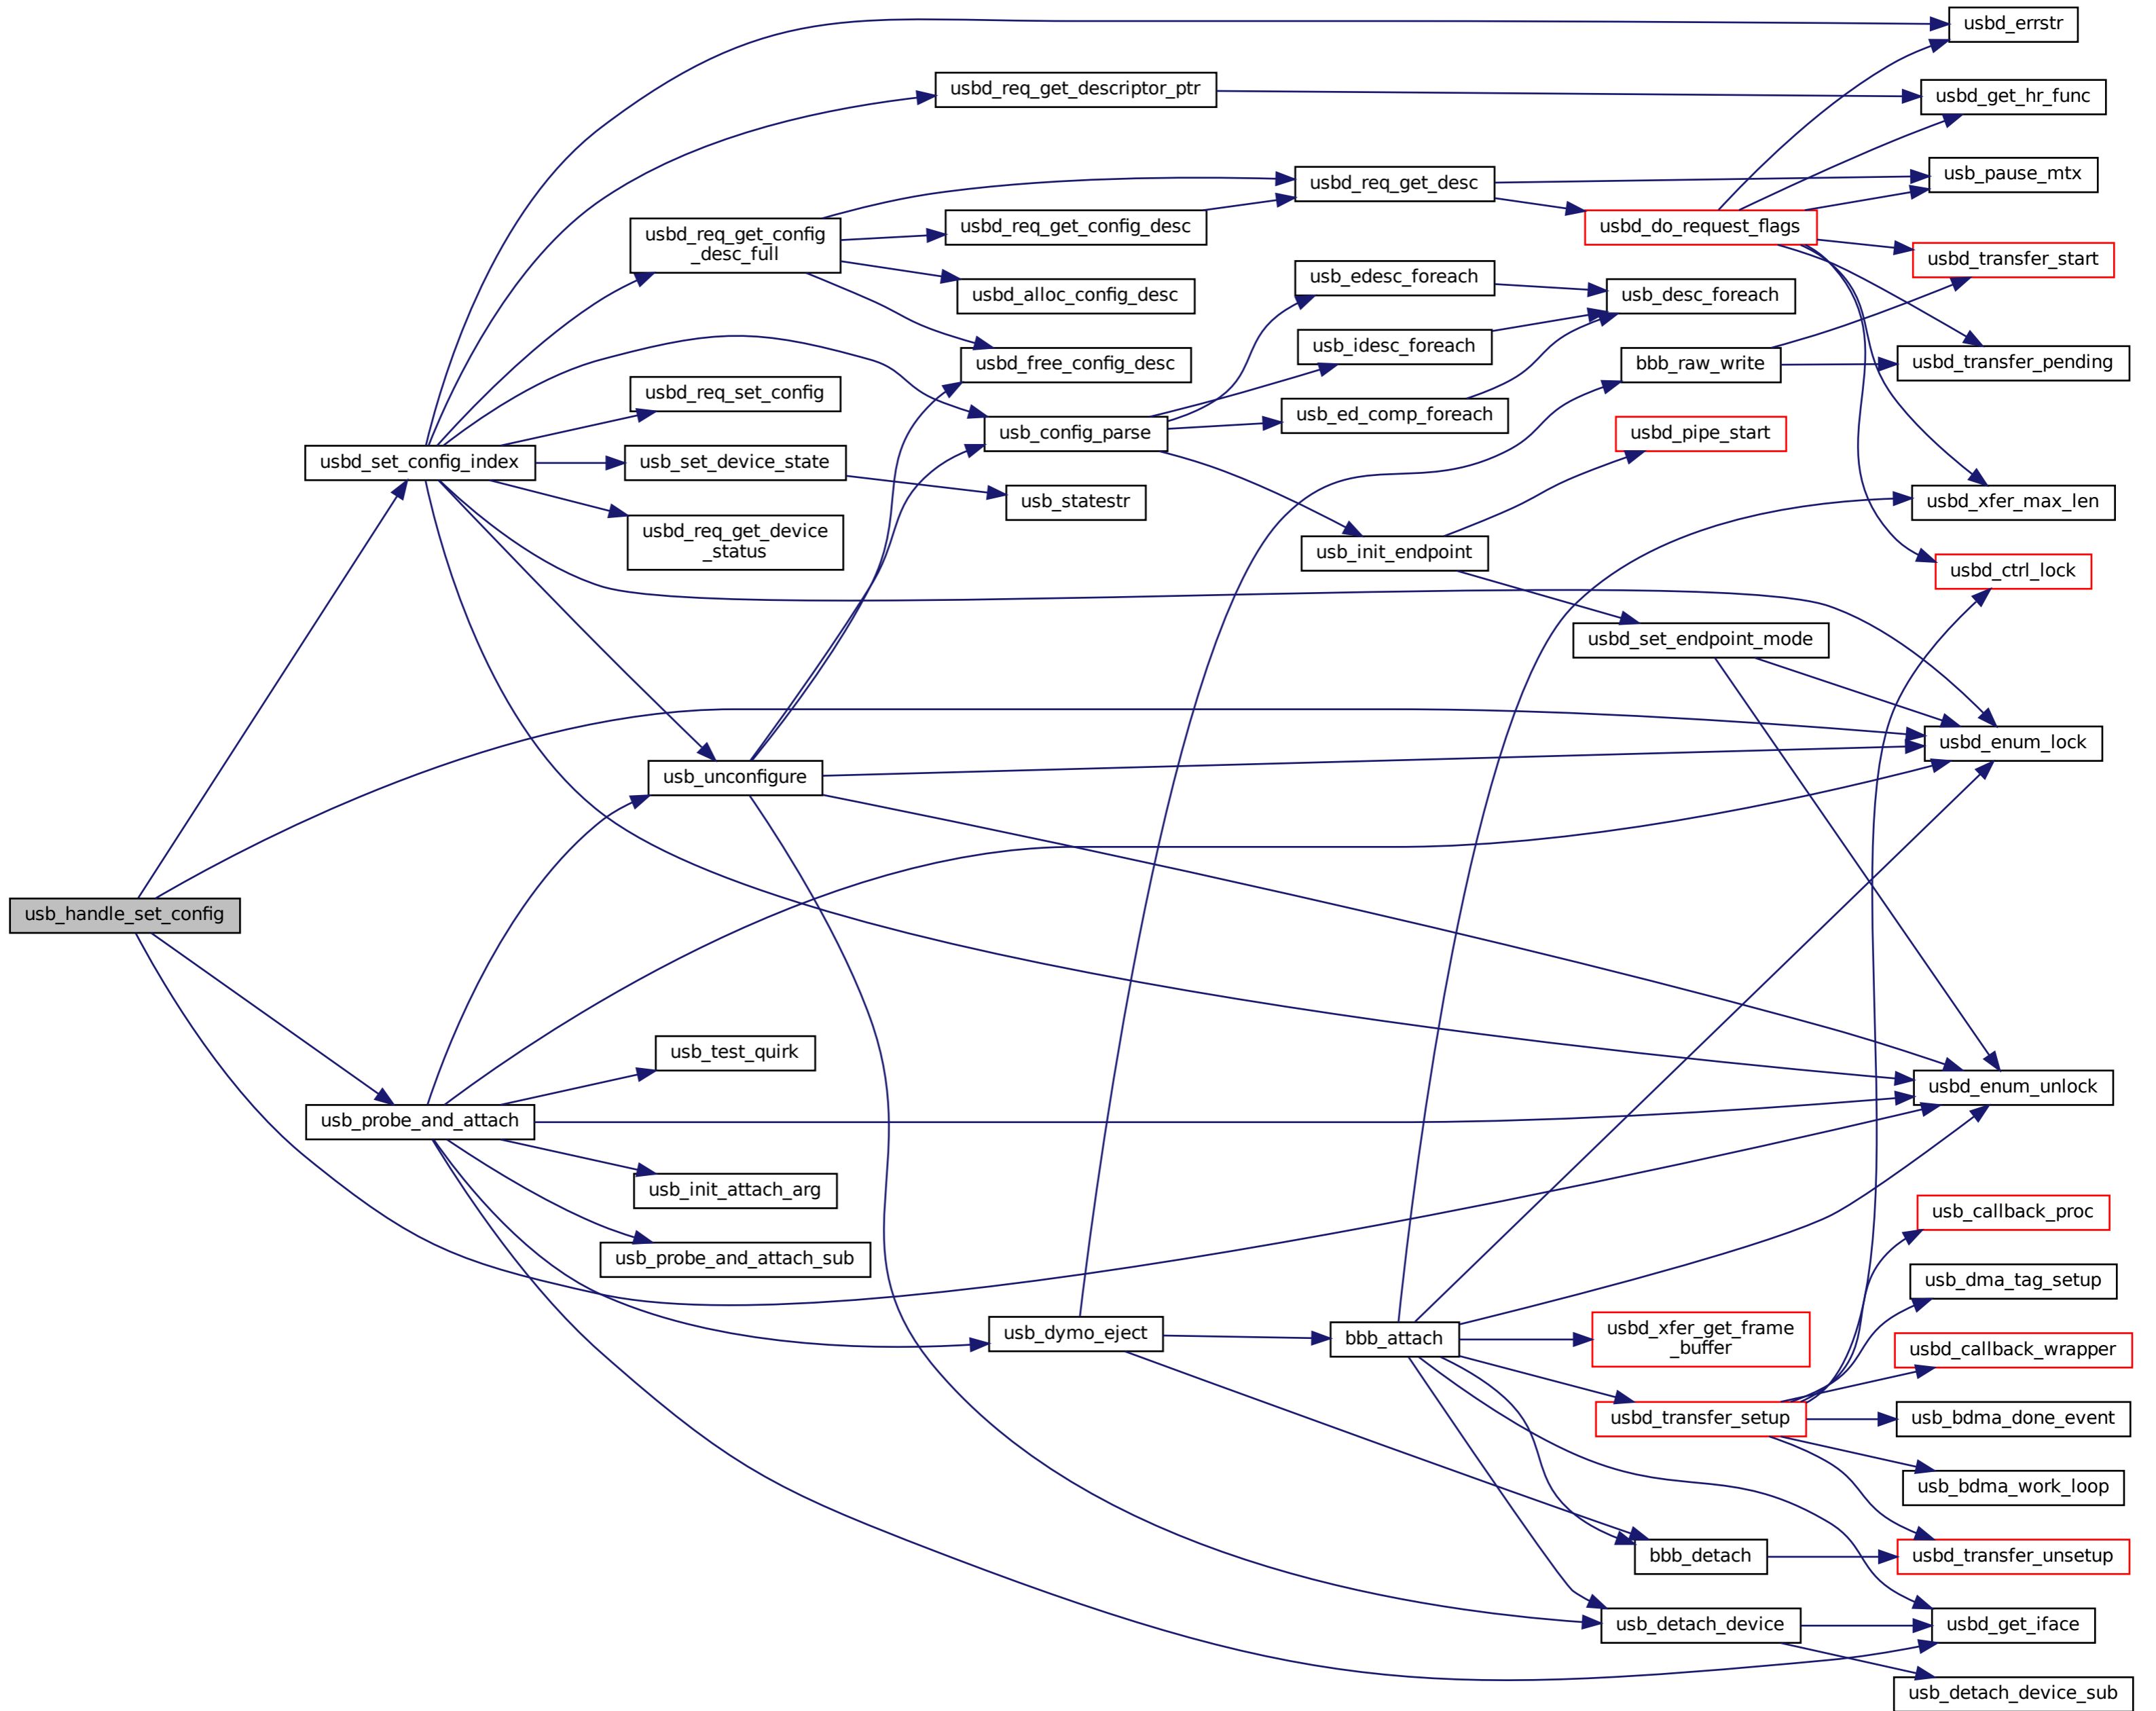 usbd_errstr
usbd_req_get_descriptor_ptr
usbd_get_hr_func
usb_pause_mtx
usbd_req_get_desc
usbd_req_get_config_desc
usbd_do_request_flags
usbd_req_get_config
_desc_full
usbd_transfer_start
usb_edesc_foreach
usbd_alloc_config_desc
usb_desc_foreach
usb_idesc_foreach
usbd_free_config_desc
bbb_raw_write
usbd_transfer_pending
usbd_req_set_config
usb_ed_comp_foreach
usb_config_parse
usbd_pipe_start
usbd_set_config_index
usb_set_device_state
usb_statestr
usbd_xfer_max_len
usbd_req_get_device
_status
usb_init_endpoint
usbd_ctrl_lock
usbd_set_endpoint_mode
usbd_enum_lock
usb_unconfigure
usb_handle_set_config
usb_test_quirk
usbd_enum_unlock
usb_probe_and_attach
usb_init_attach_arg
usb_callback_proc
usb_probe_and_attach_sub
usb_dma_tag_setup
usb_dymo_eject
bbb_attach
usbd_xfer_get_frame
_buffer
usbd_callback_wrapper
usbd_transfer_setup
usb_bdma_done_event
usb_bdma_work_loop
bbb_detach
usbd_transfer_unsetup
usb_detach_device
usbd_get_iface
usb_detach_device_sub